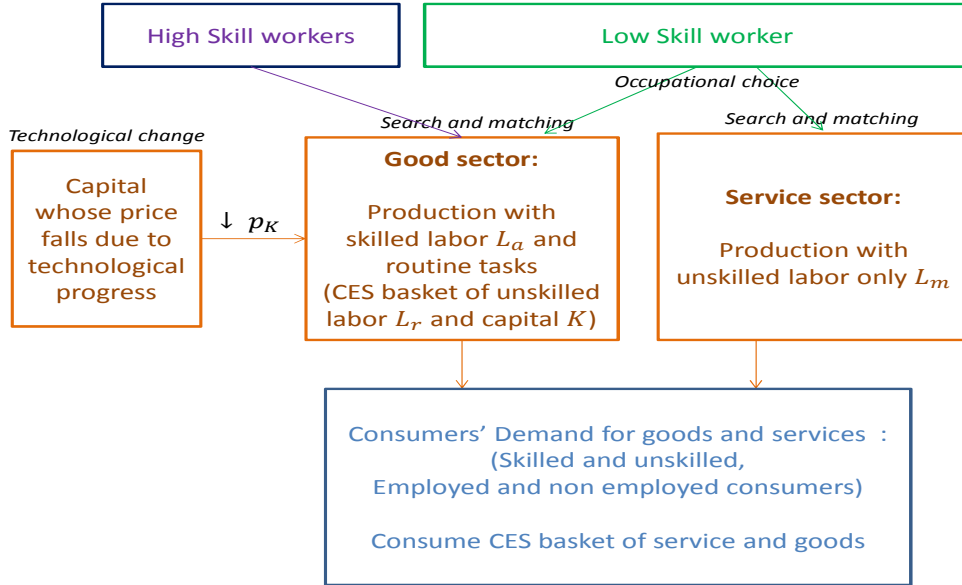 High Skill workers
Low Skill worker
Occupational choice
Search and matching
Search and matching
Technological change
Capital
whose price
falls due to
technological
progress
↓ p_K
Good sector:
Production with
skilled labor L_a and
routine tasks
(CES basket of unskilled
labor L_r and capital K)
Service sector:
Production with
unskilled labor only L_m
Consumers’ Demand for goods and services :
(Skilled and unskilled,
Employed and non employed consumers)
Consume CES basket of service and goods